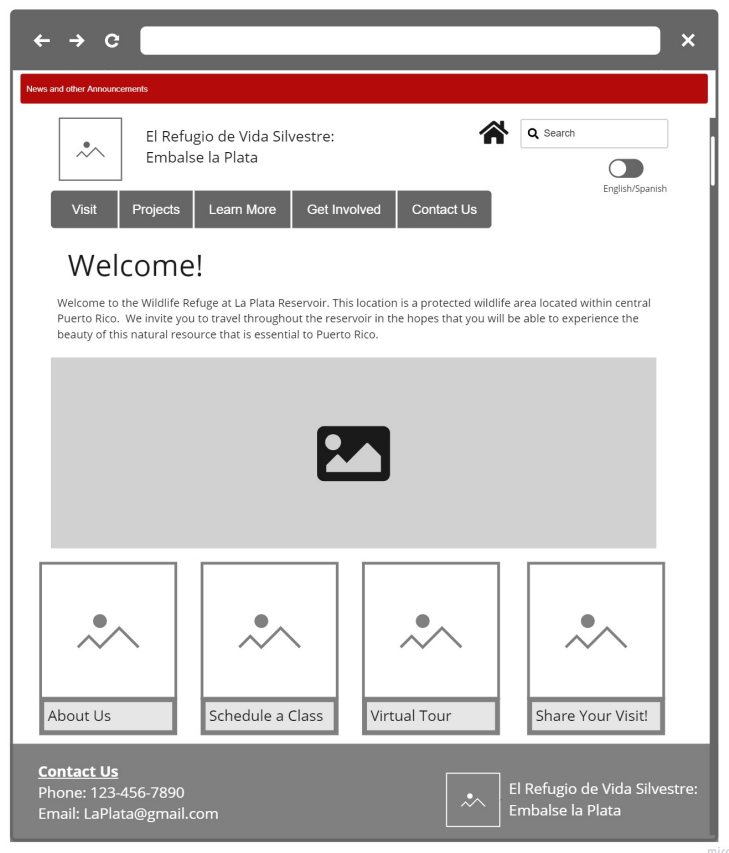 News and other Announcements
El Refugio de Vida Silvestre:
Embalse la Plata
Search
English/Spanish
Visit Projects Learn More Get Involved Contact Us
Welcome!
Welcome to the Wildlife Refuge at La Plata Reservoir. This location is a protected wildlife area located within central
Puerto Rico. We invite you to travel throughout the reservoir in the hopes that you will be able to experience the
beauty of this natural resource that is essential to Puerto Rico.
About Us Schedule a Class Virtual Tour Share Your Visit!
Contact Us
Phone: 123-456-7890
Email: LaPlata@gmail.com
El Refugio de Vida Silvestre:
Embalse la Plata